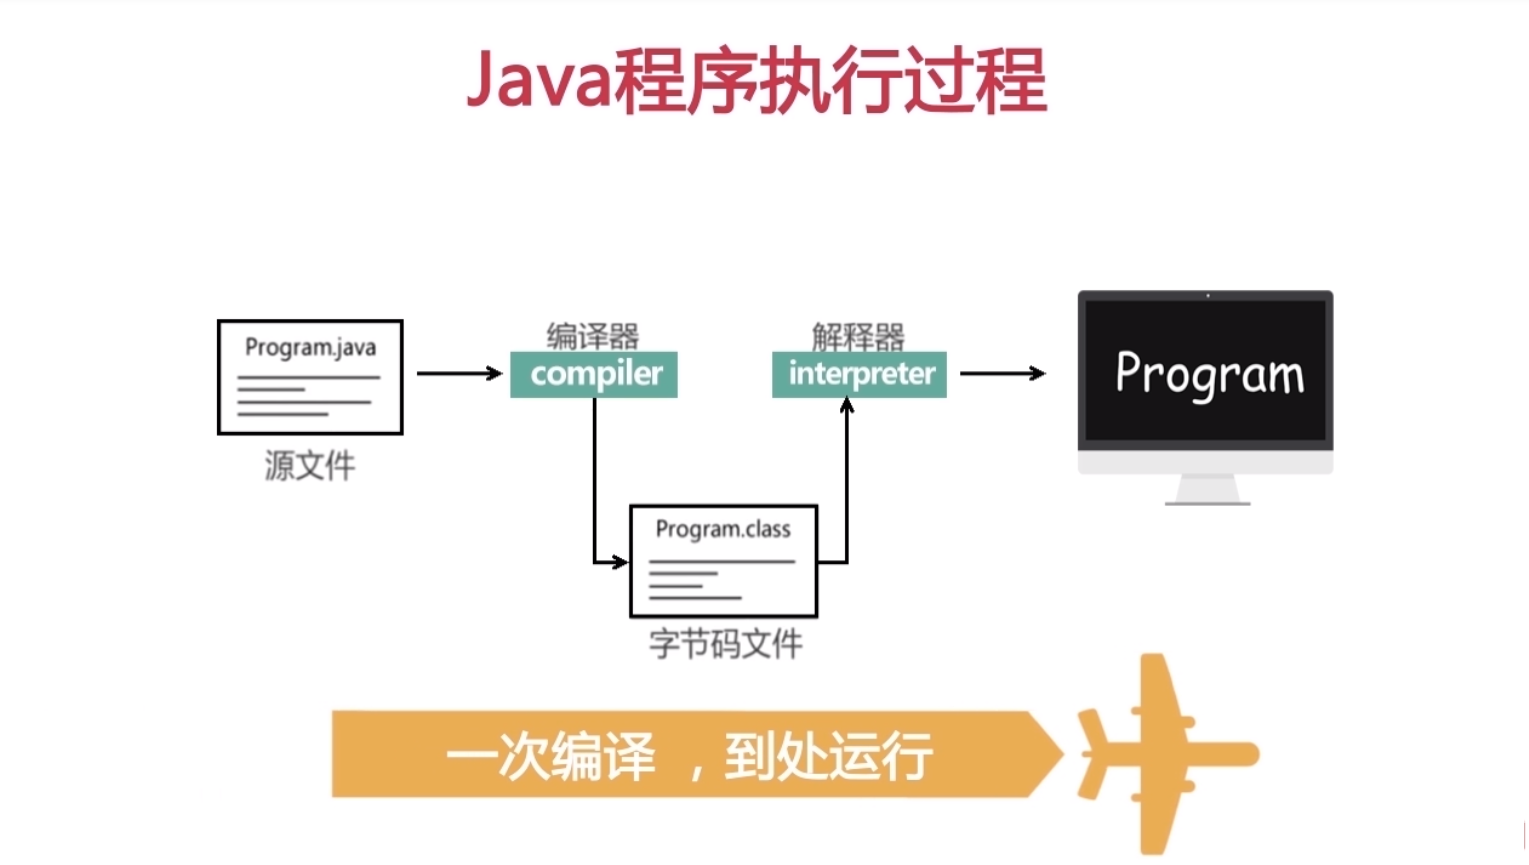 Java程序执行过程
Program.java
源文件
编译器
compiler
Program.class
字节码文件
解释器
interpreter
Program
一次编译 ，到处运行